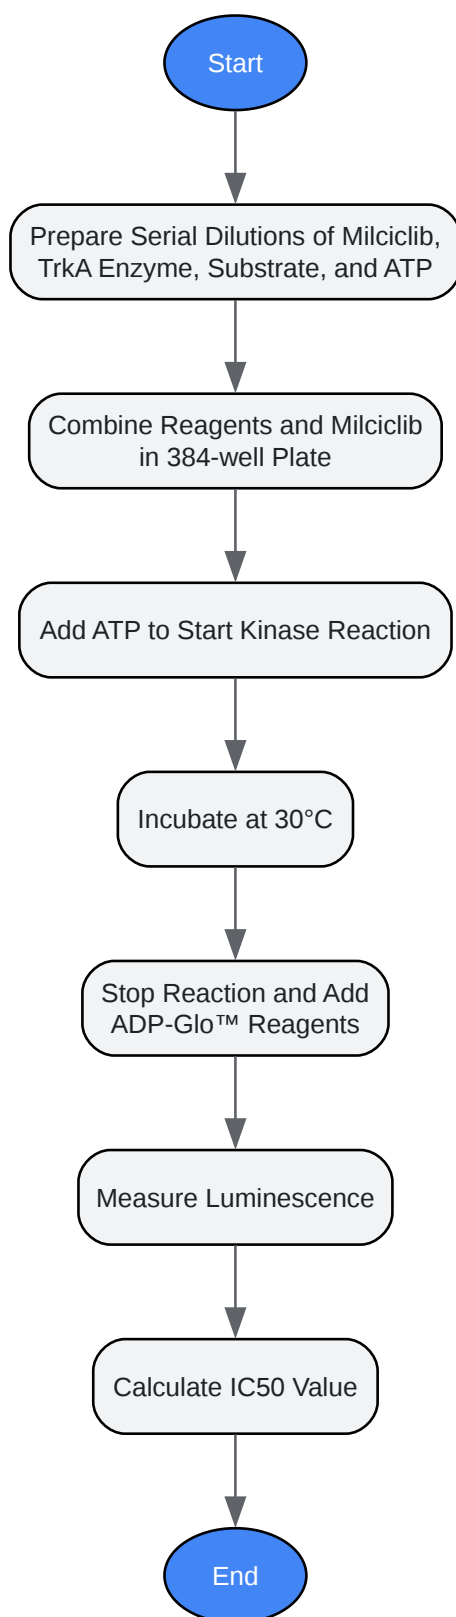 Start
Prepare Serial Dilutions of Milciclib,
TrkA Enzyme, Substrate, and ATP
Combine Reagents and Milciclib
in 384-well Plate
Add ATP to Start Kinase Reaction
Incubate at 30°C
Stop Reaction and Add
ADP-Glo™ Reagents
Measure Luminescence
Calculate IC50 Value
End